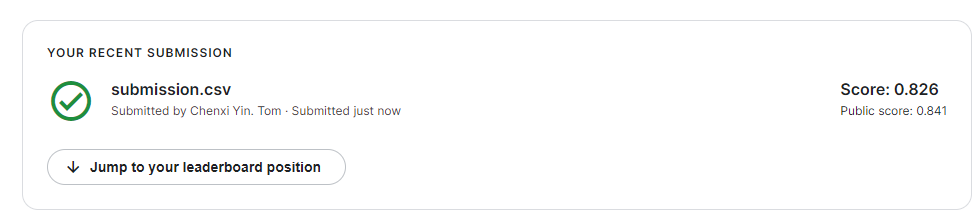 YOUR RECENT SUBMISSION
submission.csv
Submitted by Chenxi Yin. Tom · Submitted just now
Score: 0.826
Public score: 0.841
Jump to your leaderboard position